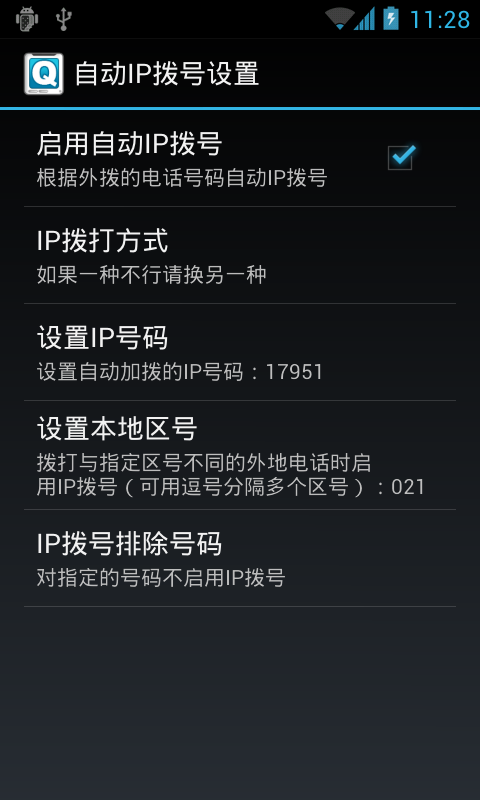 11:28
Q 自动IP拨号设置
启用自动IP拨号
根据外拨的电话号码自动IP拨号
IP拨打方式
如果一种不行请换另一种
设置IP号码
设置自动加拨的IP号码：17951
设置本地区号
拨打与指定区号不同的外地电话时启
用IP拨号（可用逗号分隔多个区号）：021
IP拨号排除号码
对指定的号码不启用IP拨号